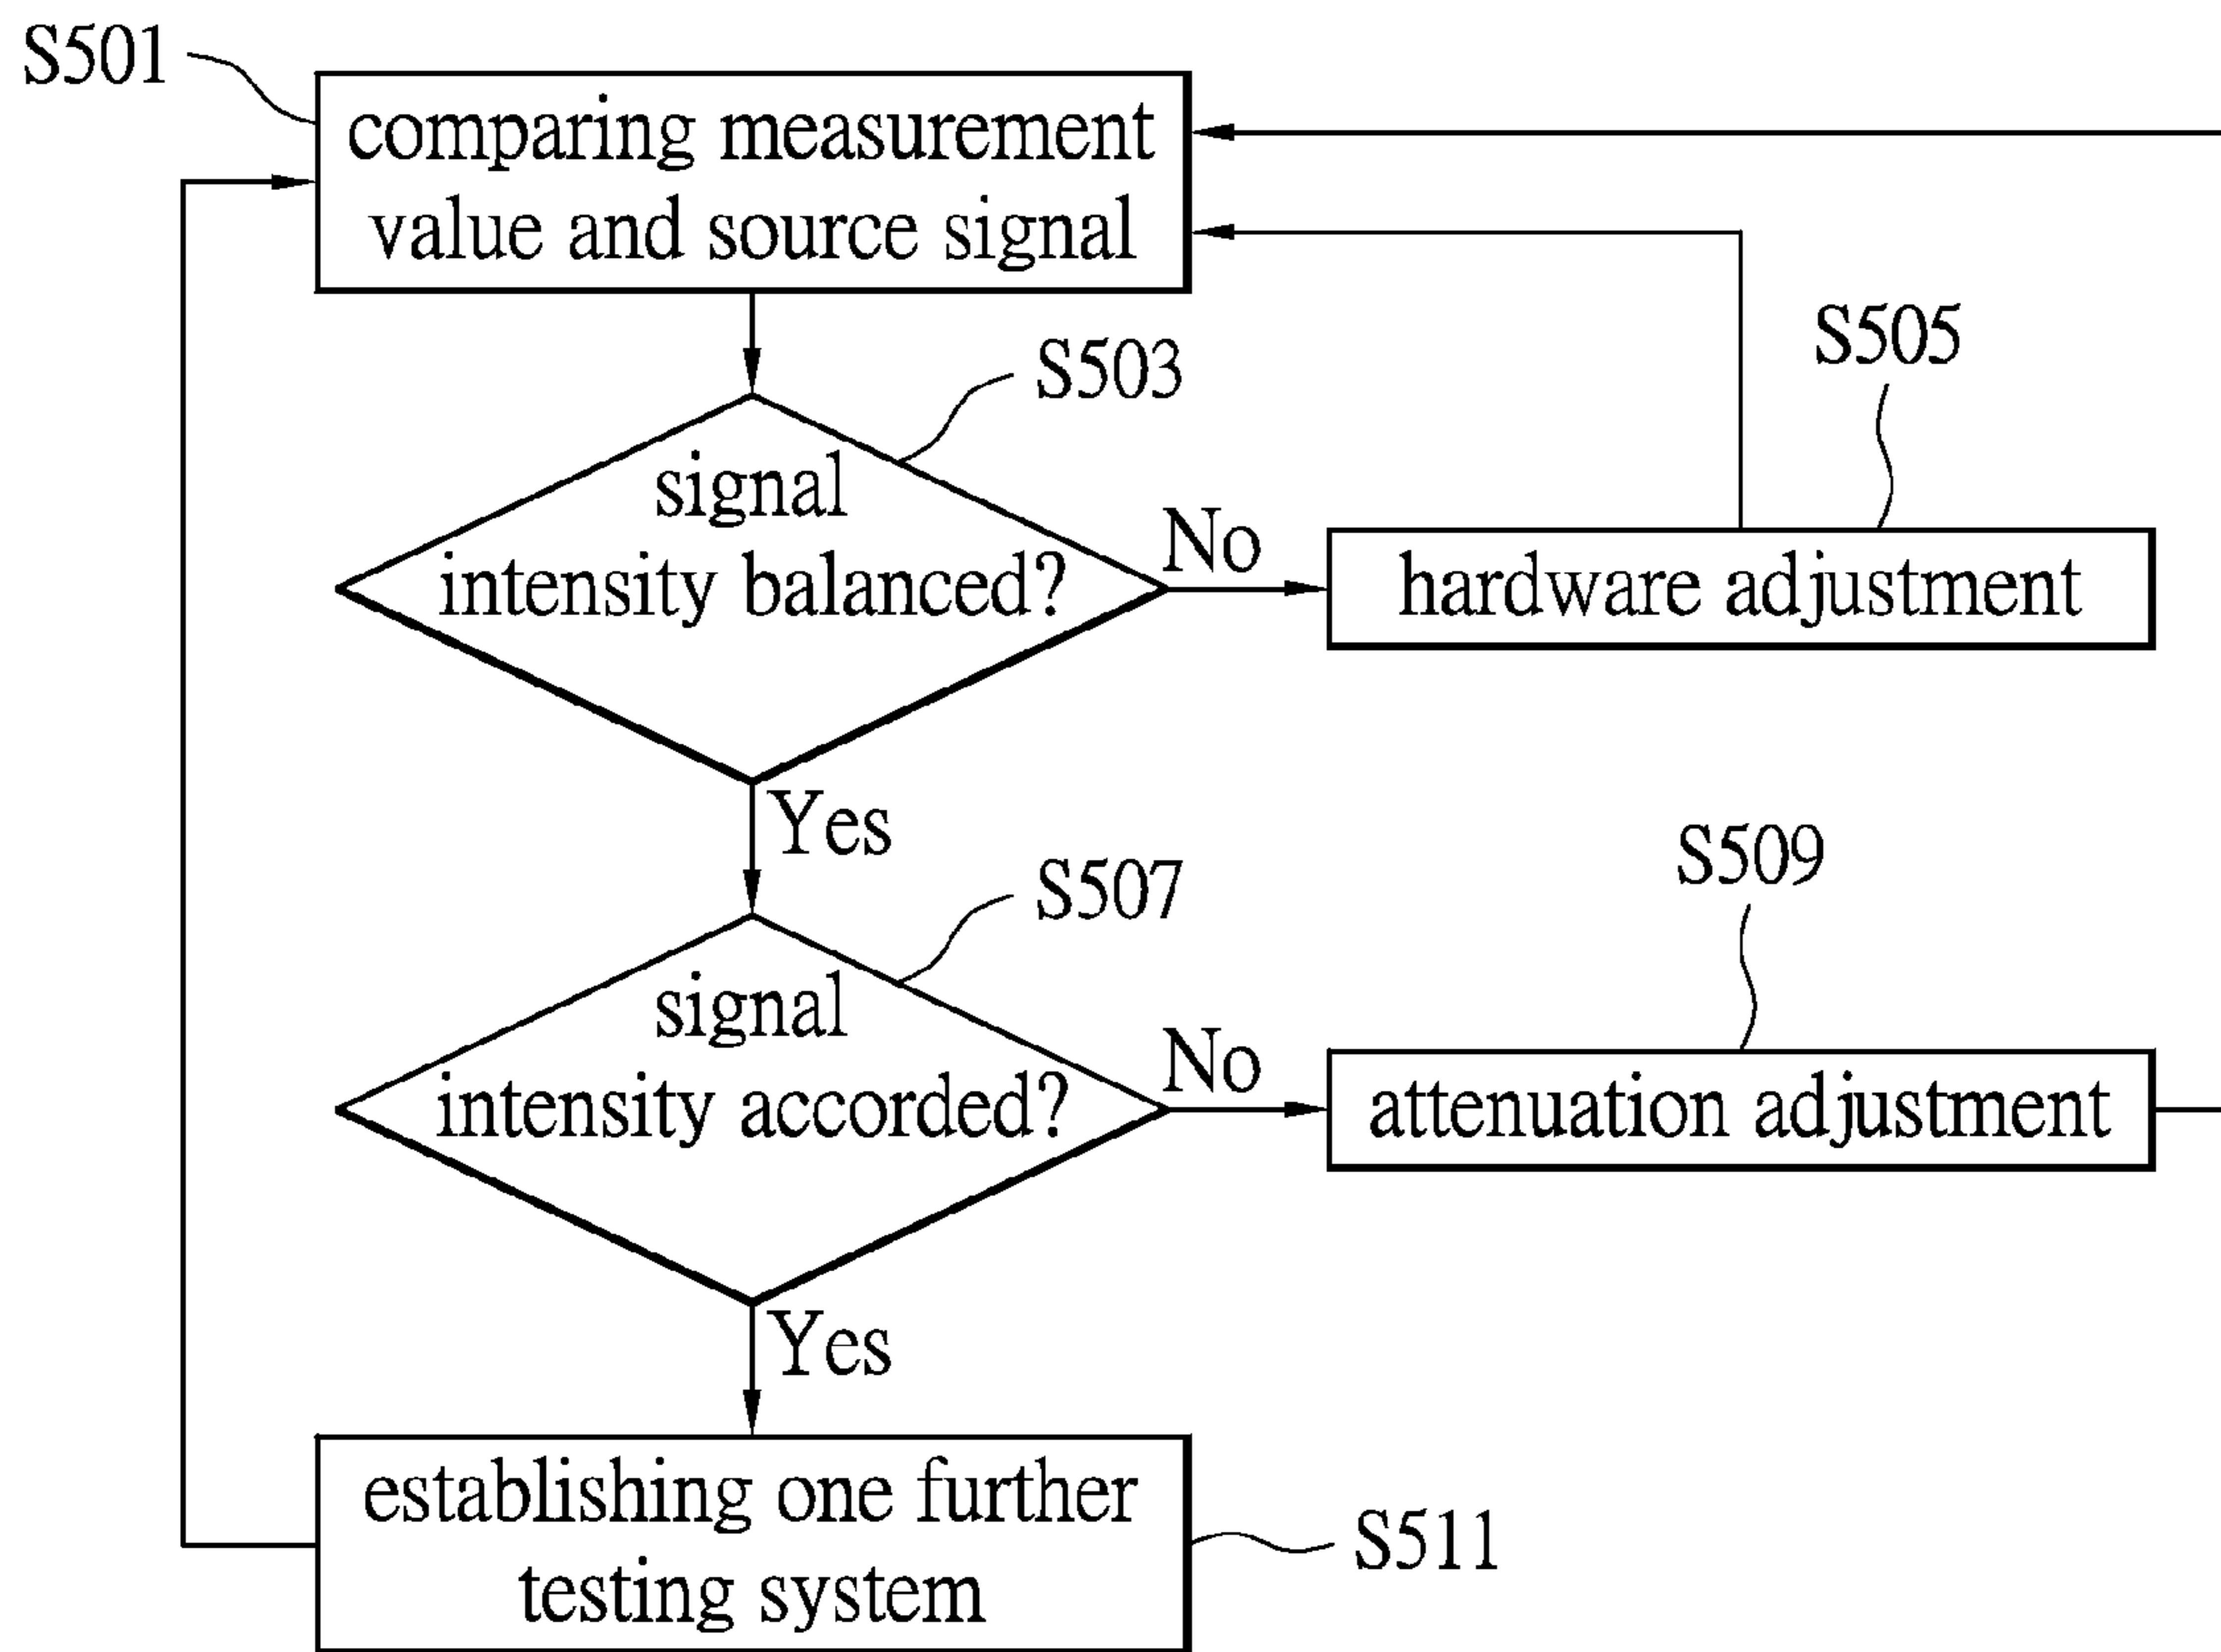 S501
comparing measurement
value and source signal
S503
signal
intensity balanced?
No
S505
hardware adjustment
Yes
S507
signal
intensity accorded?
No
S509
attenuation adjustment
Yes
establishing one further
testing system
S511